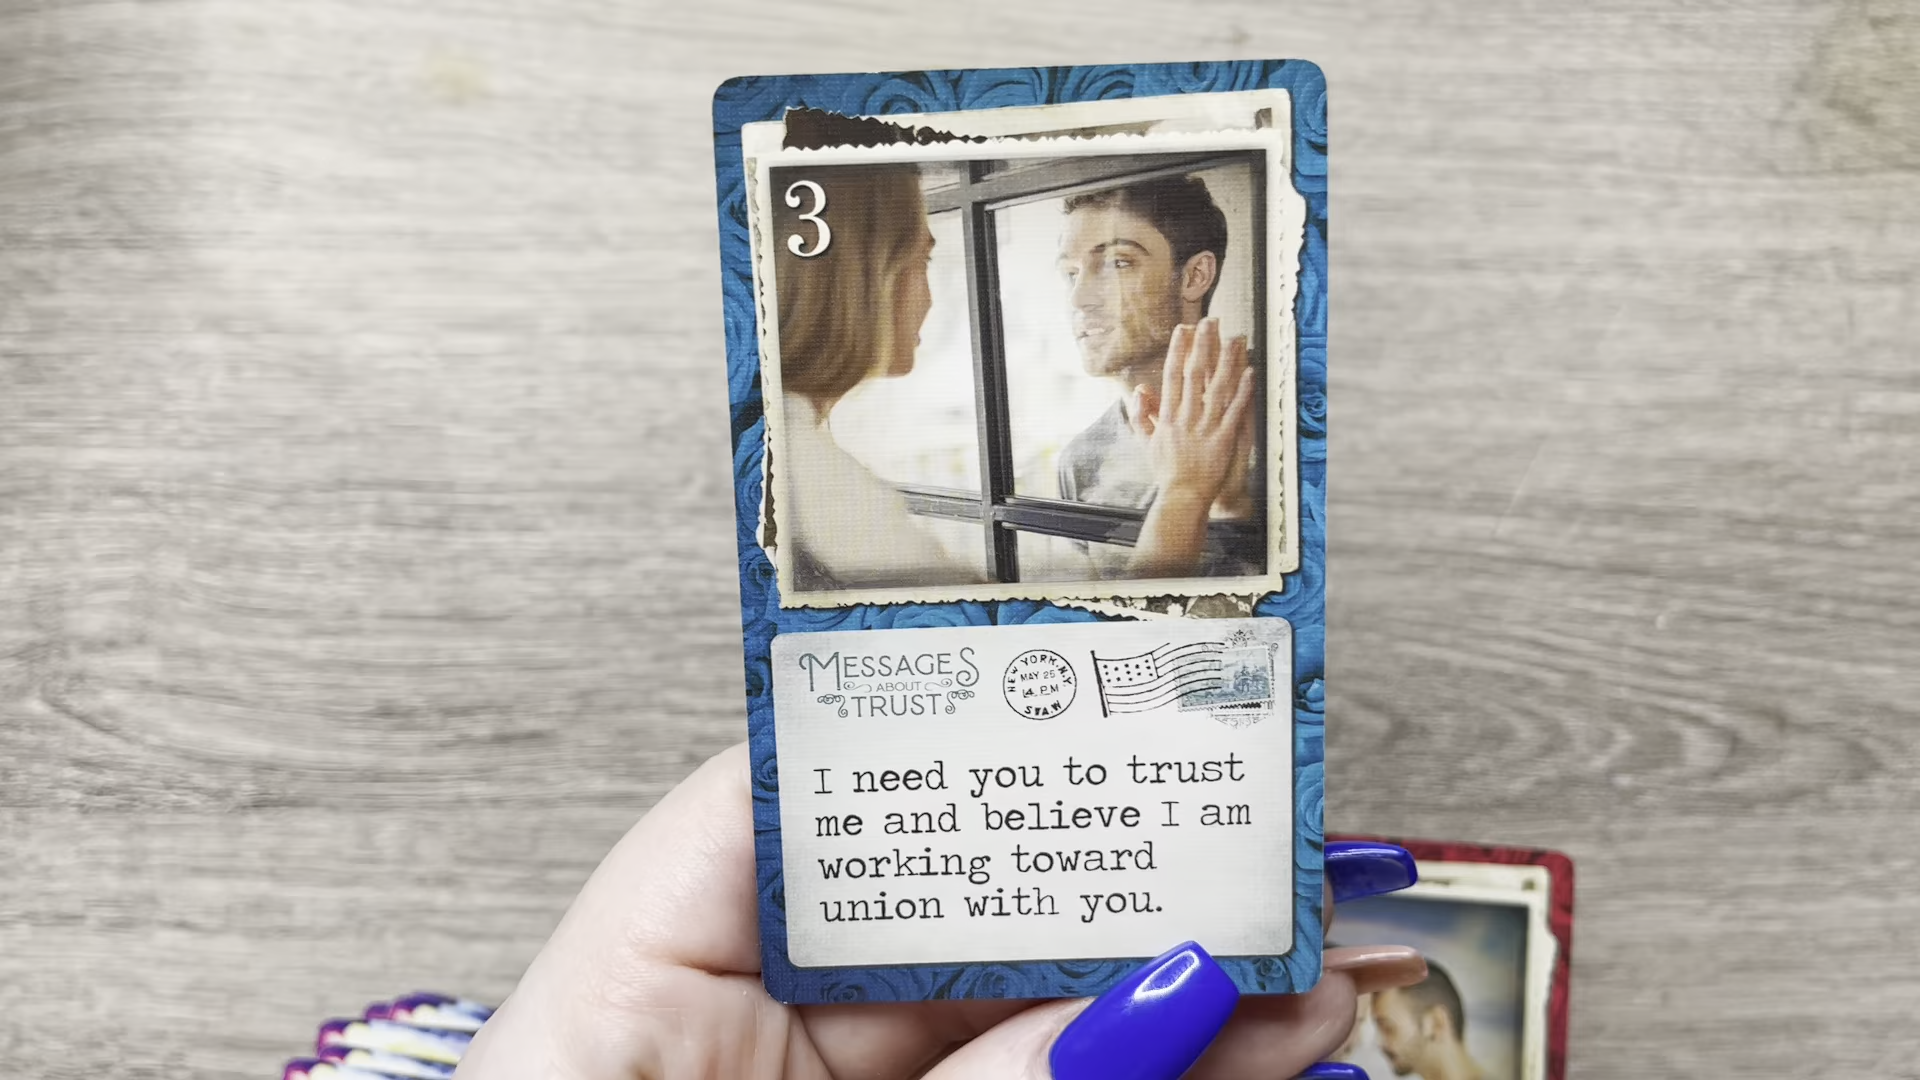 3
MESSAGES
ABOUT
TRUST
NEW YORK, N.Y.
MAY 25
4 PM
I need you to trust
me and believe I am
working toward
union with you.